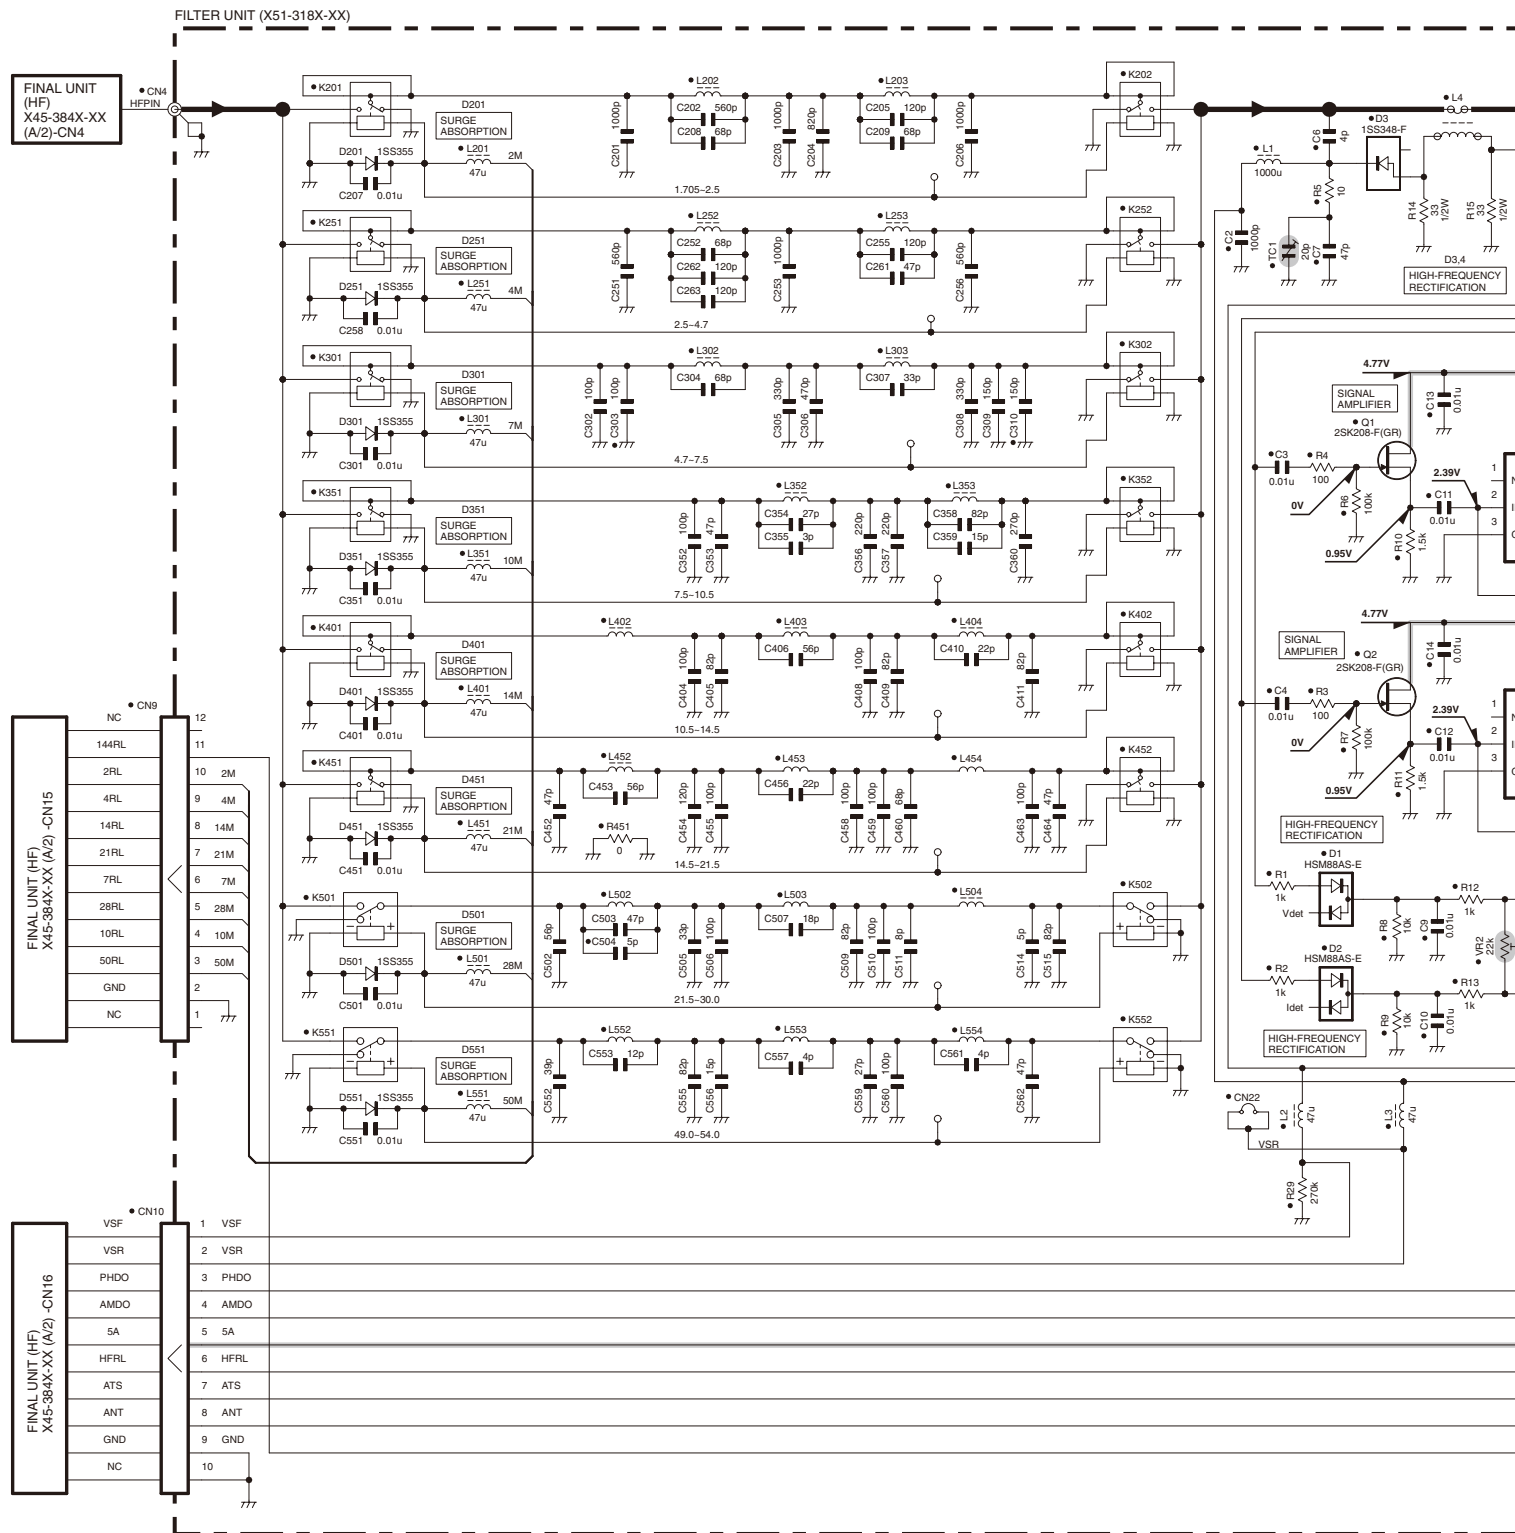 FILTER UNIT (X51-318X-XX)
FINAL UNIT
(HF)
X45-384X-XX
(A/2)-CN4
CN4
HFPIN
K201
D201
SURGE
ABSORPTION
D201 1SS355
C207 0.01u
L201
47u
2M
C201 1000p
L202
C202 560p
C208 68p
C203 1000p
C204 820p
L203
C205 120p
C209 68p
C206 1000p
K202
1.705~2.5
K251
D251
SURGE
ABSORPTION
D251 1SS355
C258 0.01u
L251
47u
4M
C251 560p
L252
C252 68p
C262 120p
C263 120p
C253 1000p
L253
C255 120p
C261 47p
C256 560p
K252
2.5~4.7
K301
D301
SURGE
ABSORPTION
D301 1SS355
C301 0.01u
L301
47u
7M
C302 100p
C303 100p
L302
C304 68p
C305 330p
C306 470p
L303
C307 33p
C308 330p
C309 150p
C310 150p
K302
4.7~7.5
K351
D351
SURGE
ABSORPTION
D351 1SS355
C351 0.01u
L351
47u
10M
C352 100p
C353 47p
L352
C354 27p
C355 3p
C356 220p
C357 220p
L353
C358 82p
C359 15p
C360 270p
K352
7.5~10.5
K401
D401
SURGE
ABSORPTION
D401 1SS355
C401 0.01u
L401
47u
14M
L402
C404 100p
C405 82p
L403
C406 56p
C408 100p
C409 82p
L404
C410 22p
C411 82p
K402
10.5~14.5
K451
D451
SURGE
ABSORPTION
D451 1SS355
C451 0.01u
L451
47u
21M
C452 47p
L452
C453 56p
R451
0
C454 120p
C455 100p
L453
C456 22p
C458 100p
C459 100p
C460 68p
L454
C463 100p
C464 47p
K452
14.5~21.5
K501
D501
SURGE
ABSORPTION
D501 1SS355
C501 0.01u
L501
47u
28M
C502 56p
L502
C503 47p
C504 5p
C505 33p
C506 100p
L503
C507 18p
C509 82p
C510 100p
C511 8p
L504
C514 5p
C515 82p
K502
21.5~30.0
K551
D551
SURGE
ABSORPTION
D551 1SS355
C551 0.01u
L551
47u
50M
C552 39p
L552
C553 12p
C555 82p
C556 15p
L553
C557 4p
C559 27p
C560 100p
L554
C561 4p
C562 47p
K552
49.0~54.0
L1
1000u
C2 1000p
C6 4p
R5 10
TC1 20p
C7 47p
D3
1SS348-F
L4
R14 33 1/2W
R15 33 1/2W
D3,4
HIGH-FREQUENCY
RECTIFICATION
4.77V
SIGNAL
AMPLIFIER
C13 0.01u
Q1
2SK208-F(GR)
C3
0.01u
R4
100
0V
R6 100k
2.39V
C11
0.01u
0.95V
R10 1.5k
1
2
3
4.77V
SIGNAL
AMPLIFIER
C14 0.01u
Q2
2SK208-F(GR)
C4
0.01u
R3
100
0V
R7 100k
2.39V
C12
0.01u
0.95V
R11 1.5k
1
2
3
HIGH-FREQUENCY
RECTIFICATION
D1
HSM88AS-E
R1
1k
Vdet
R8 10k
C9 0.01u
R12
1k
VR2 22k
D2
HSM88AS-E
R2
1k
Idet
R9 10k
C10 0.01u
R13
1k
HIGH-FREQUENCY
RECTIFICATION
CN22
VSR
L2 47u
L3 47u
R29 270k
FINAL UNIT (HF)
X45-384X-XX (A/2) -CN15
CN9
NC 12
144RL 11
2RL 10 2M
4RL 9 4M
14RL 8 14M
21RL 7 21M
7RL 6 7M
28RL 5 28M
10RL 4 10M
50RL 3 50M
GND 2
NC 1
FINAL UNIT (HF)
X45-384X-XX (A/2) -CN16
CN10
VSF 1 VSF
VSR 2 VSR
PHDO 3 PHDO
AMDO 4 AMDO
5A 5 5A
HFRL 6 HFRL
ATS 7 ATS
ANT 8 ANT
GND 9 GND
NC 10